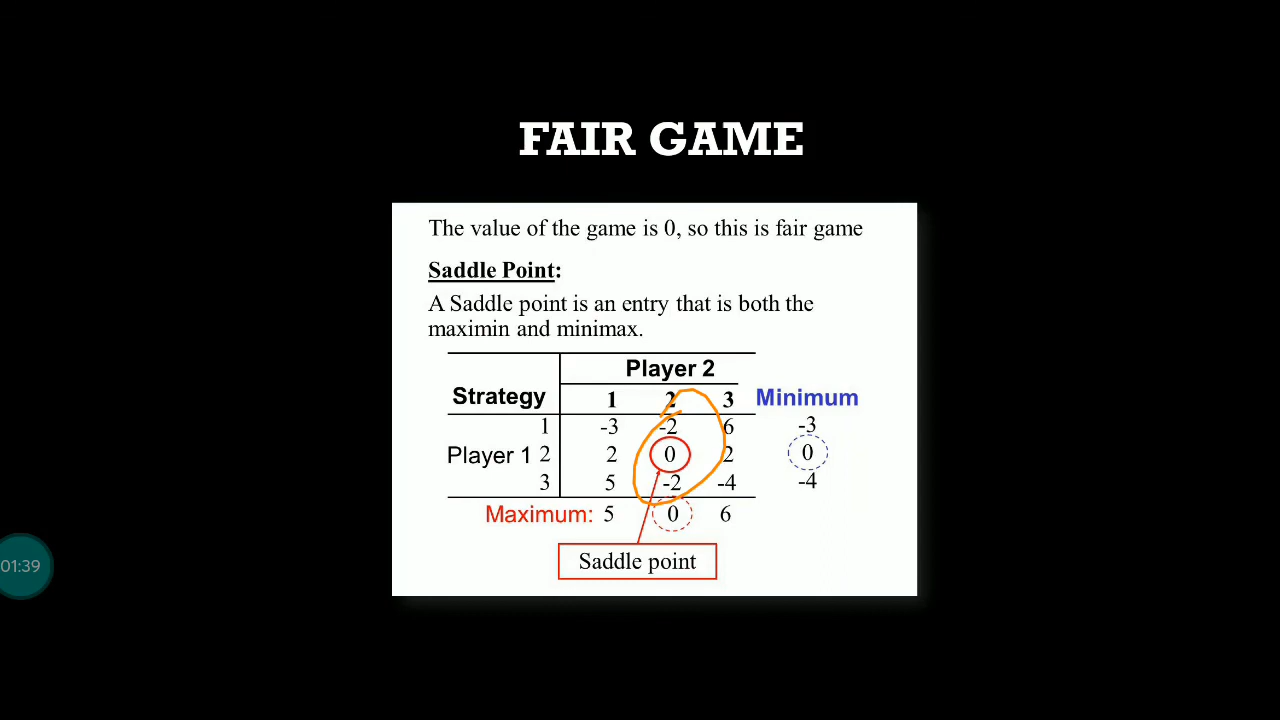 FAIR GAME
The value of the game is 0, so this is fair game
Saddle Point:
A Saddle point is an entry that is both the
maximin and minimax.
Player 2
Strategy 1 2 3 Minimum
1 -3 -2 6 -3
Player 1 2 2 0 2 0
3 5 -2 -4 -4
Maximum: 5 0 6
Saddle point
01:39